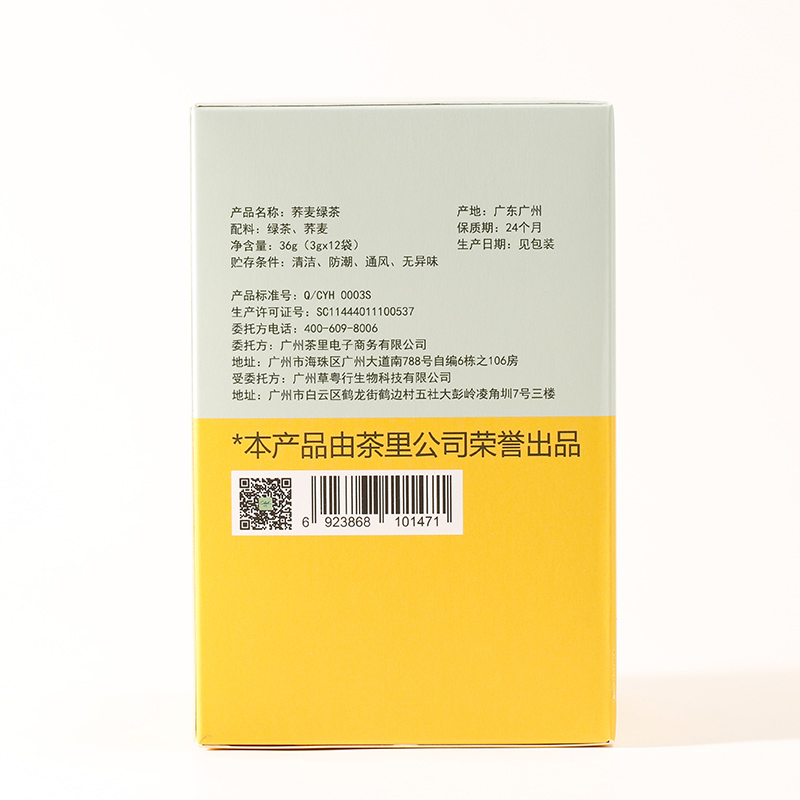 产品名称：荞麦绿茶 产地：广东广州
配料：绿茶、荞麦 保质期：24个月
净含量：36g（3gx12袋） 生产日期：见包装
贮存条件：清洁、防潮、通风、无异味
产品标准号：Q/CYH 0003S
生产许可证号：SC11444011100537
委托方电话：400-609-8006
委托方：广州茶里电子商务有限公司
地址：广州市海珠区广州大道南788号自编6栋之106房
受委托方：广州草粤行生物科技有限公司
地址：广州市白云区鹤龙街鹤边村五社大彭岭凌角圳7号三楼
*本产品由茶里公司荣誉出品
6 923868 101471